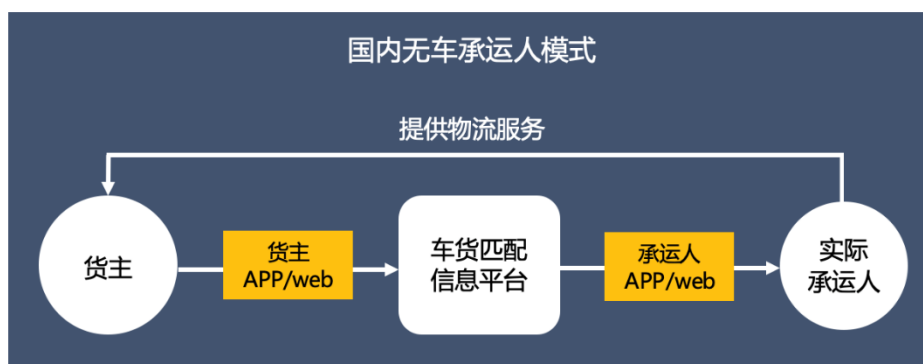 国内无车承运人模式
提供物流服务
货主
货主
APP/web
车货匹配
信息平台
承运人
APP/web
实际
承运人